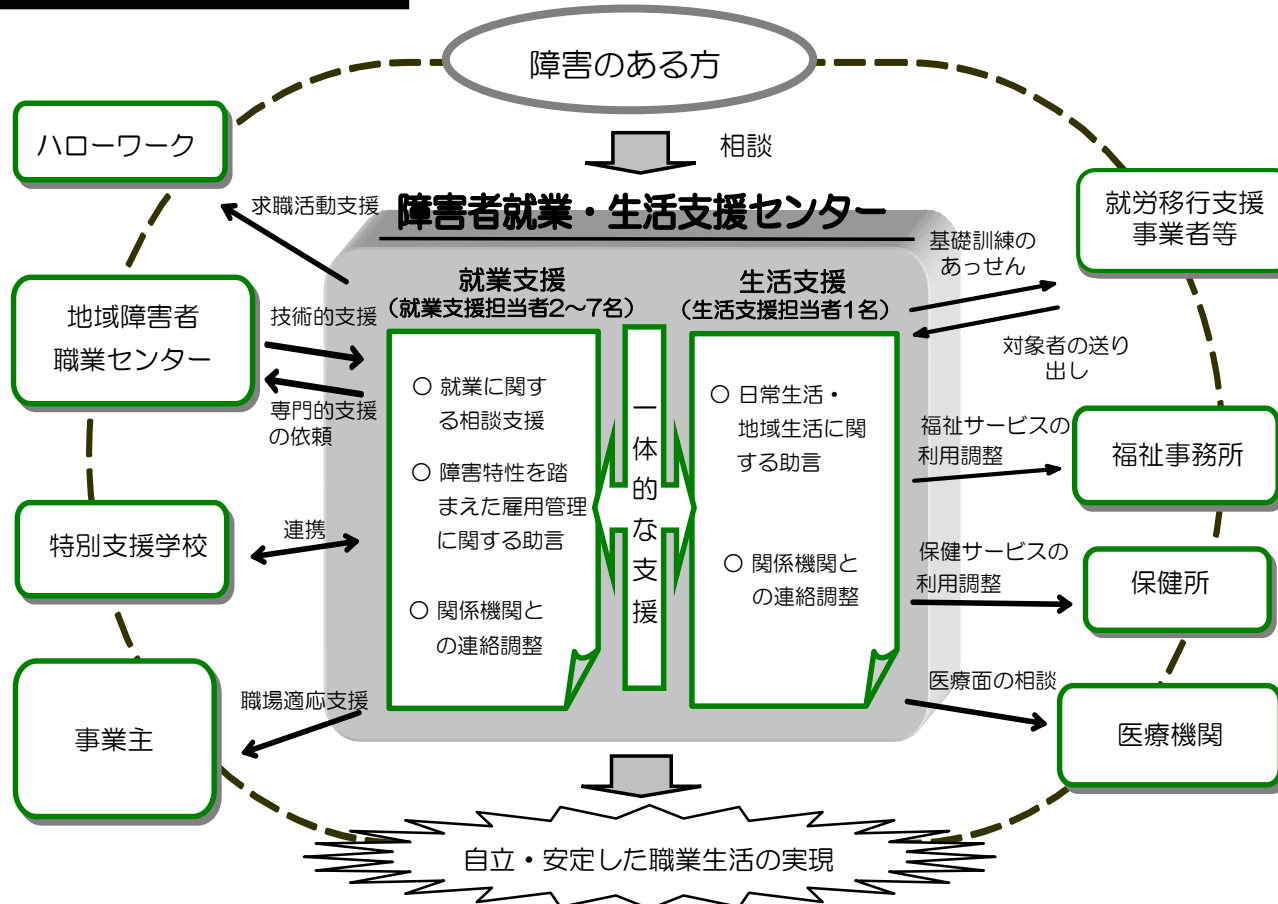 障害のある方
相談
ハローワーク
求職活動支援
障害者就業・生活支援センター
就労移行支援
事業者等
基礎訓練の
あっせん
対象者の送り
出し
地域障害者
職業センター
技術的支援
専門的支援
の依頼
就業支援
(就業支援担当者2～7名)
生活支援
(生活支援担当者1名)
○ 就業に関す
る相談支援
○ 障害特性を踏
まえた雇用管理
に関する助言
○ 関係機関と
の連絡調整
一体的な支援
○ 日常生活・
地域生活に関
する助言
○ 関係機関と
の連絡調整
福祉サービスの
利用調整
福祉事務所
特別支援学校
連携
保健サービスの
利用調整
保健所
事業主
職場適応支援
医療面の相談
医療機関
自立・安定した職業生活の実現